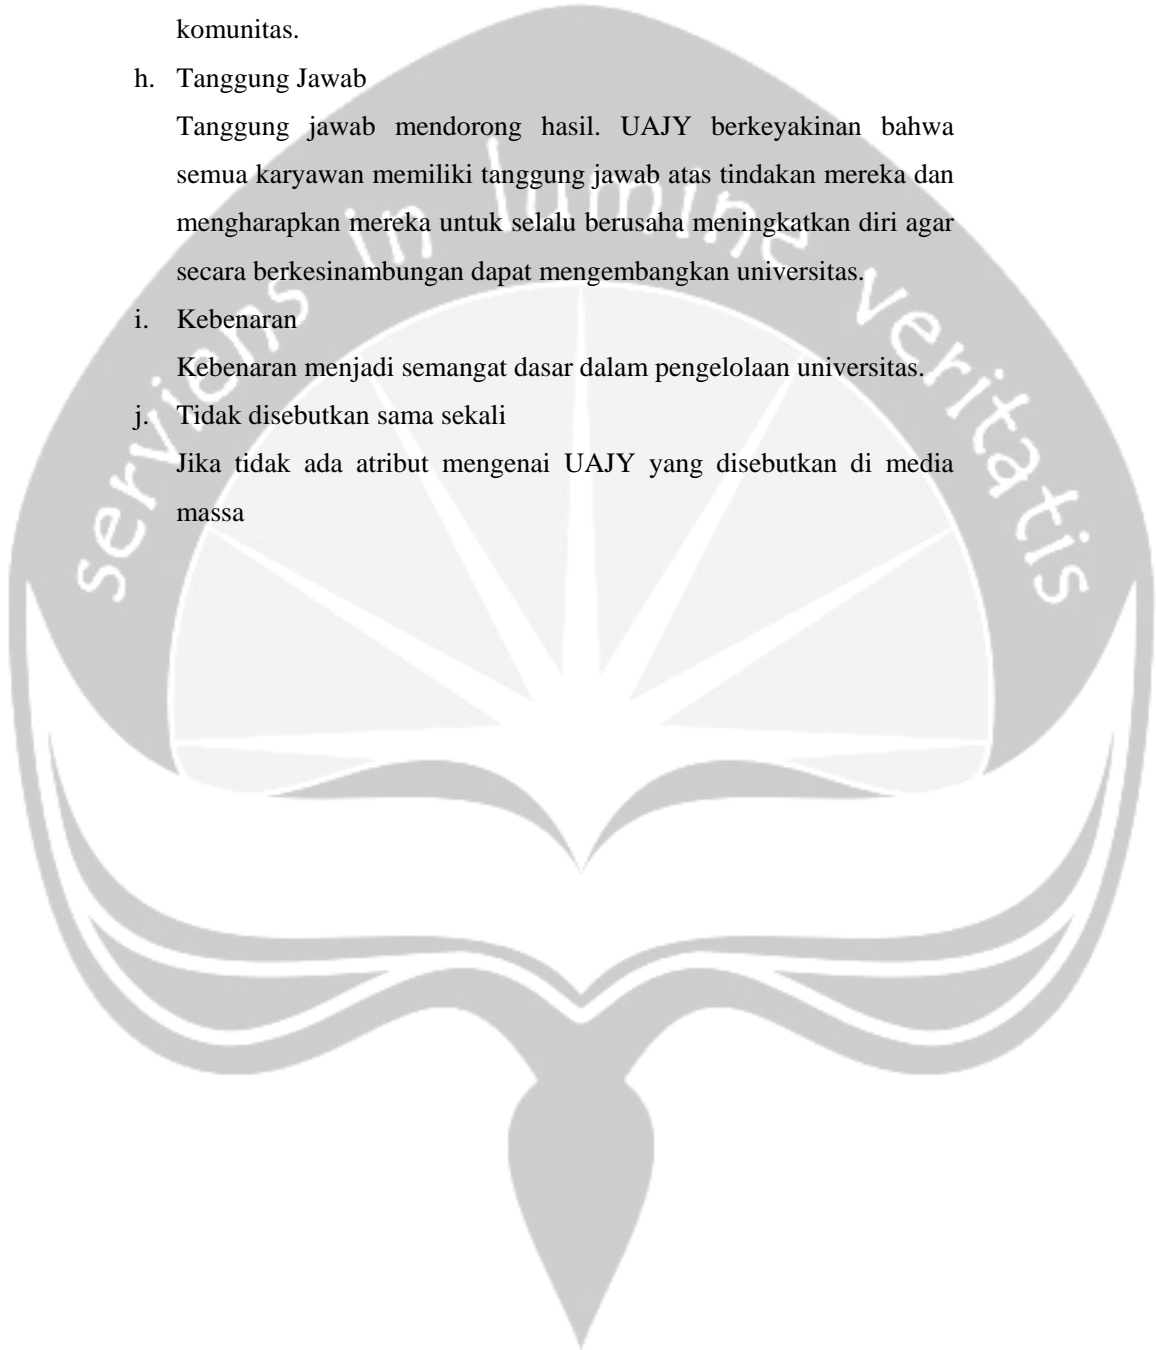 komunitas.
h. Tanggung Jawab
Tanggung jawab mendorong hasil. UAJY berkeyakinan bahwa
semua karyawan memiliki tanggung jawab atas tindakan mereka dan
mengharapkan mereka untuk selalu berusaha meningkatkan diri agar
secara berkesinambungan dapat mengembangkan universitas.
i. Kebenaran
Kebenaran menjadi semangat dasar dalam pengelolaan universitas.
j. Tidak disebutkan sama sekali
Jika tidak ada atribut mengenai UAJY yang disebutkan di media
massa
serviens in lumine veritatis